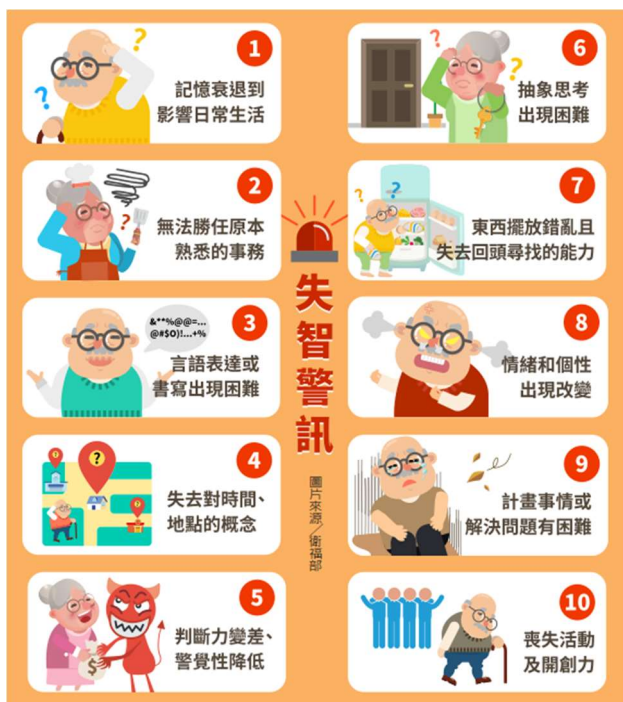 1
記憶衰退到
影響日常生活
2
無法勝任原本
熟悉的事務
3
&**%@@=...
@#$O)!...+%
言語表達或
書寫出現困難
4
失去對時間、
地點的概念
5
判斷力變差、
警覺性降低
失智警訊
圖片來源／衛福部
6
抽象思考
出現困難
7
東西擺放錯亂且
失去回頭尋找的能力
8
情緒和個性
出現改變
9
計畫事情或
解決問題有困難
10
喪失活動
及開創力